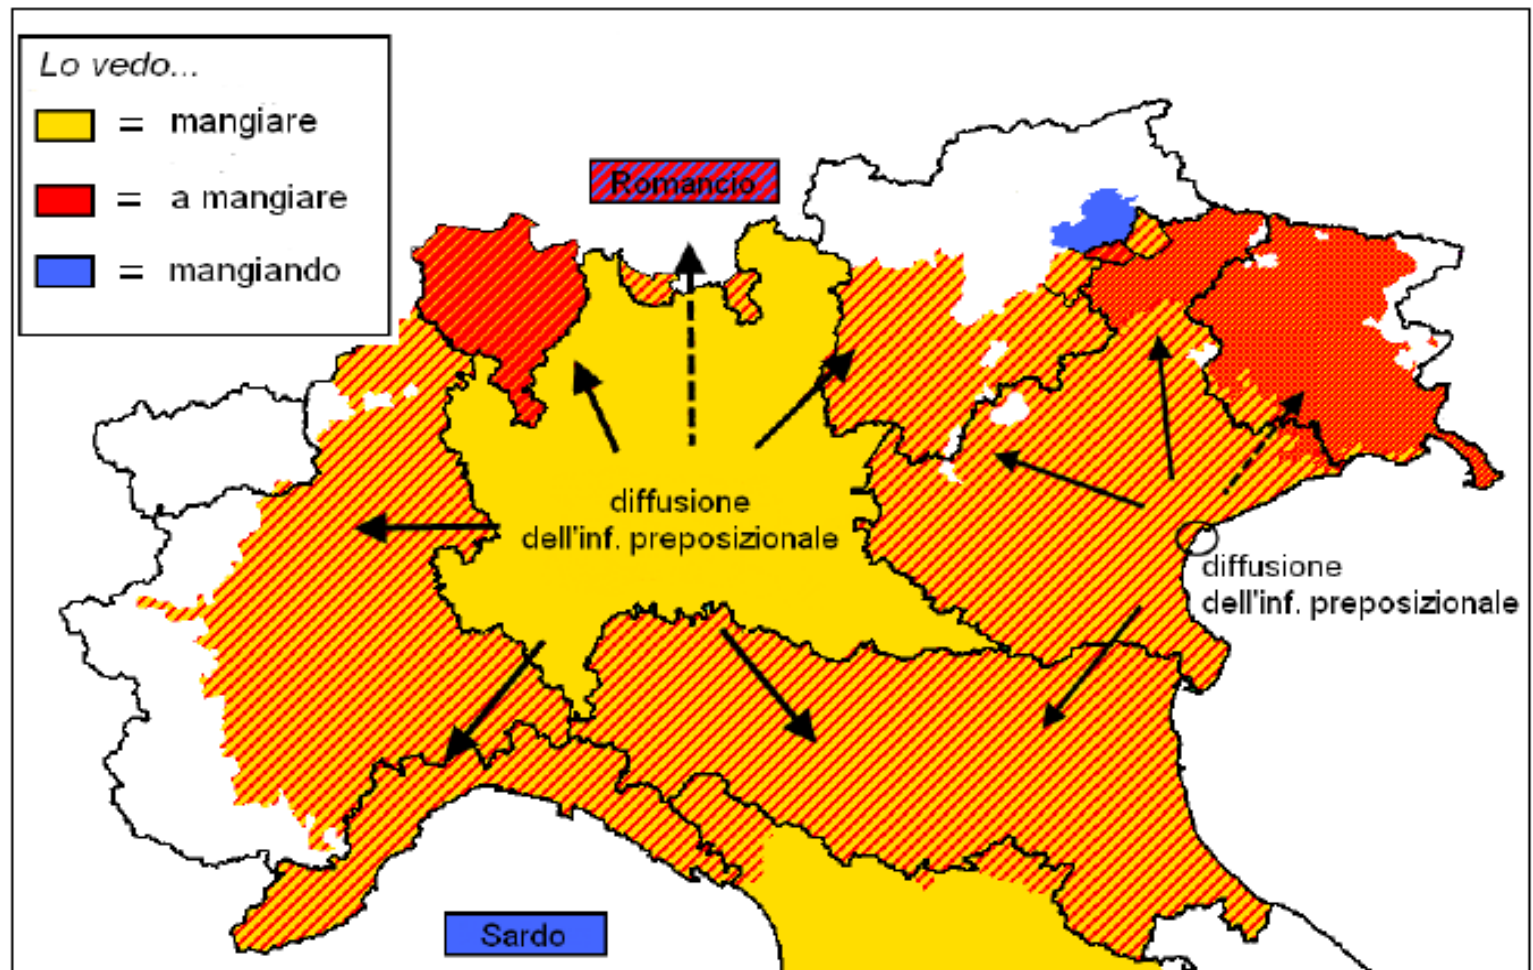 Lo vedo...
= mangiare
= a mangiare
= mangiando
Romancio
diffusione
dell'inf. preposizionale
diffusione
dell'inf. preposizionale
Sardo